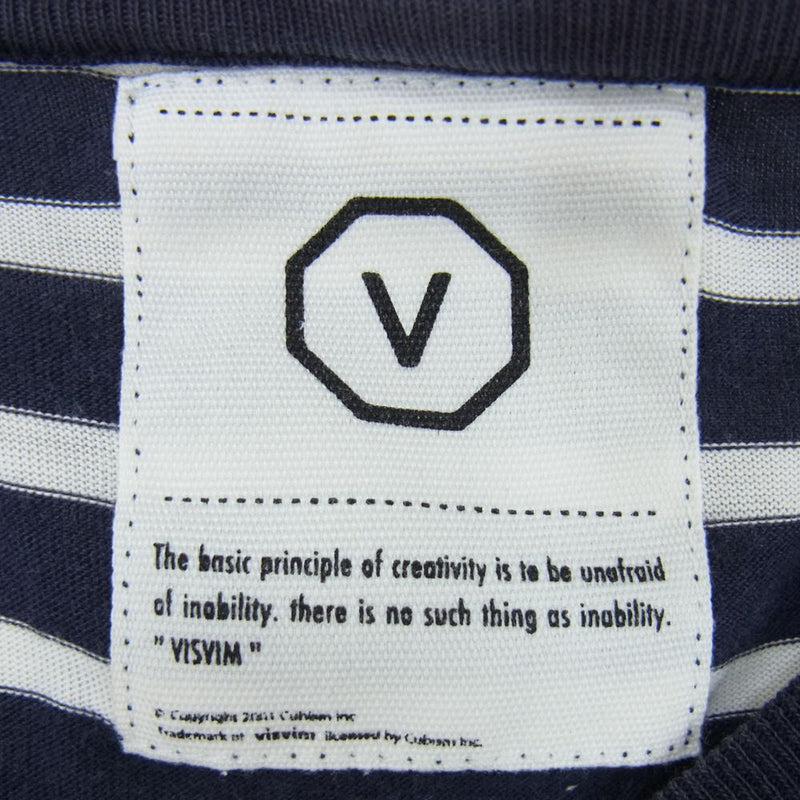 V
The basic principle of creativity is to be unafraid
of inability. there is no such thing as inability.
" VISVIM "
© Copyright 2001 Cubism Inc
Trademark of visvim licensed by Cubism Inc.